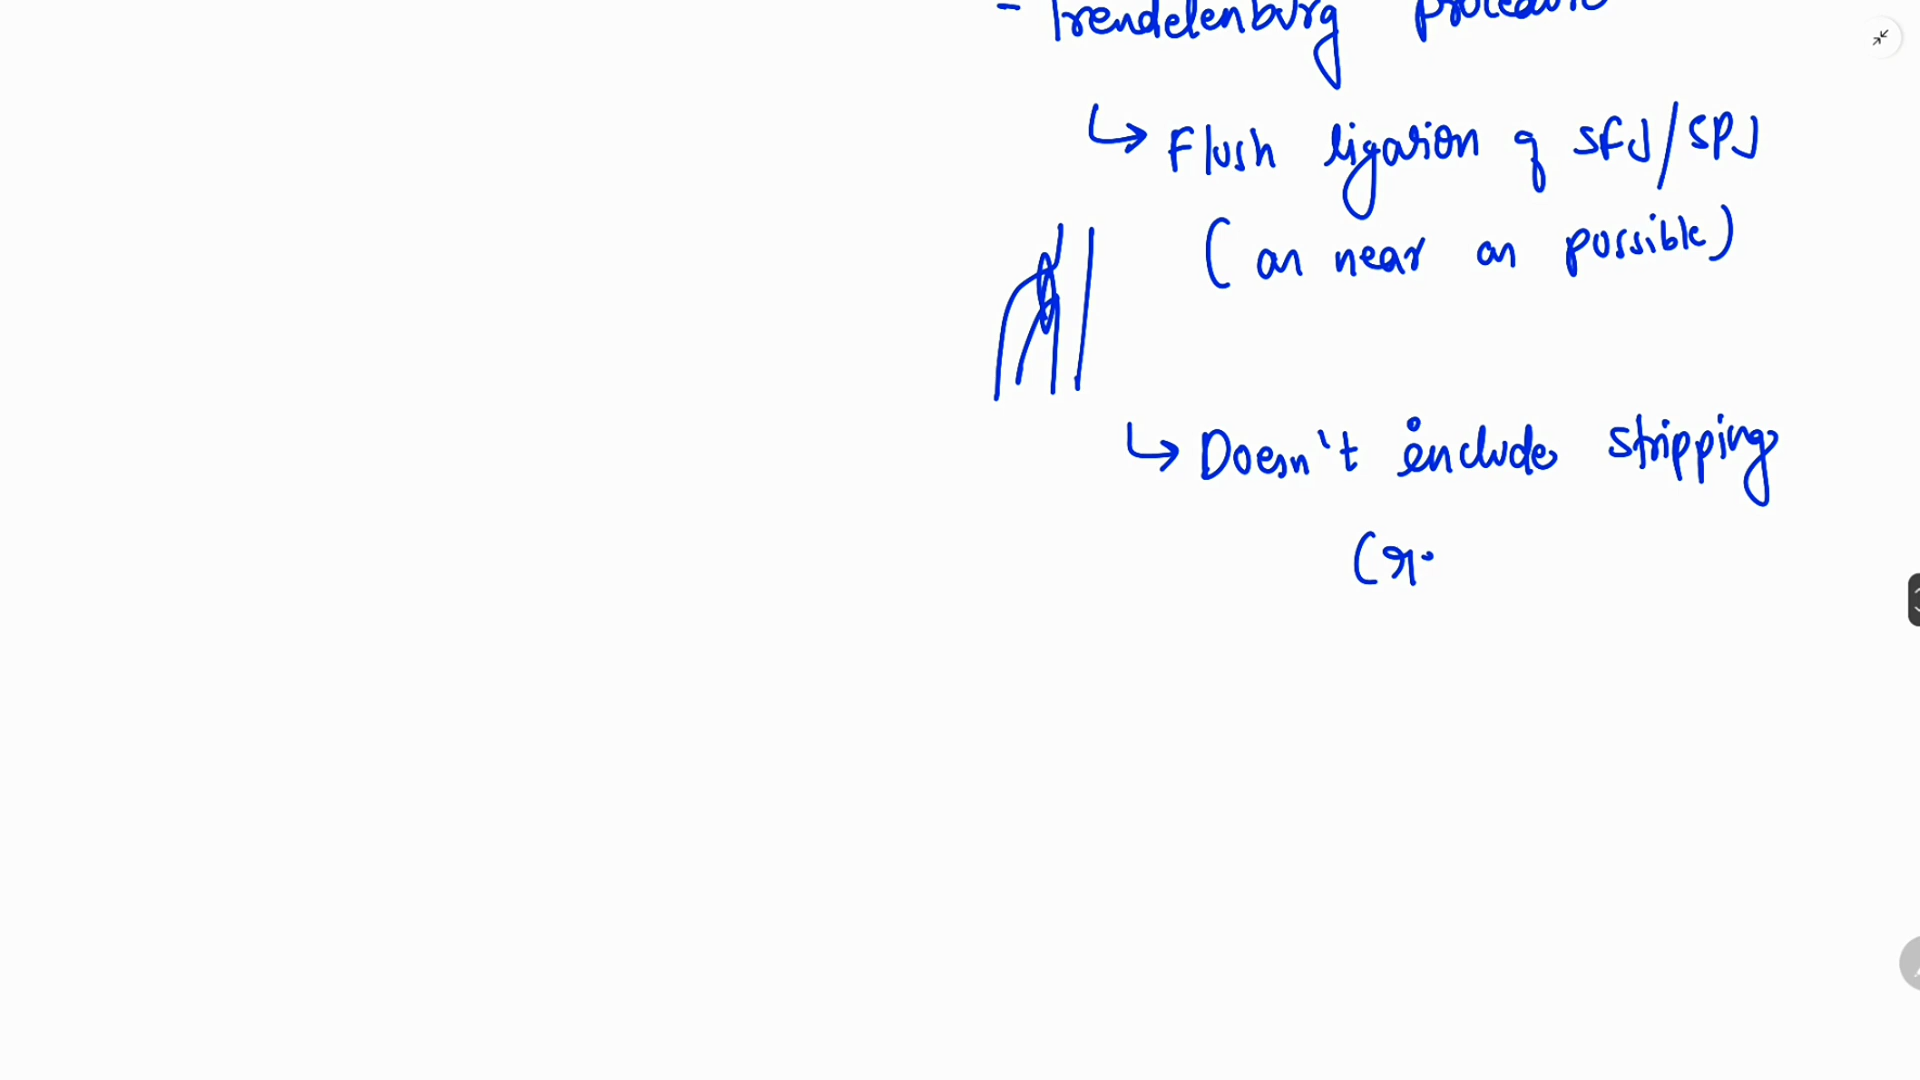 - Trendelenburg procedure
↳ Flush ligation of SFJ/SPJ
(as near as possible)
↳ Doesn't include stripping
(